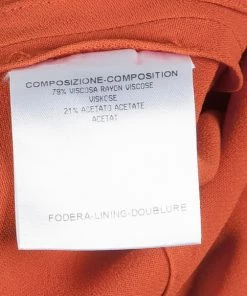 COMPOSIZIONE-COMPOSITION
79% VISCOSA RAYON VISCOSE
VISKOSE
21% ACETATO ACETATE
ACETAT
FODERA-LINING-DOUBLURE